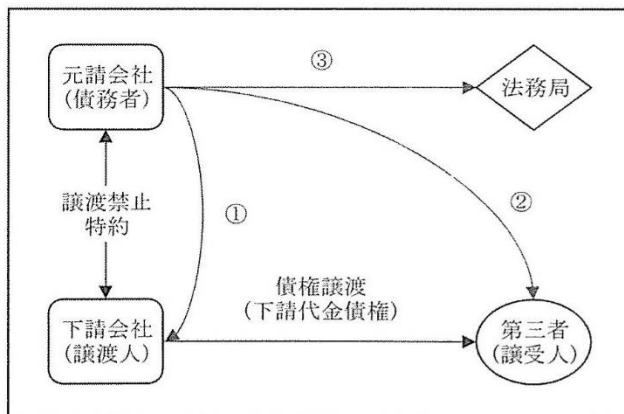 元請会社
(債務者)
③
法務局
譲渡禁止
特約
①
②
債権譲渡
(下請代金債権)
下請会社
(譲渡人)
第三者
(譲受人)